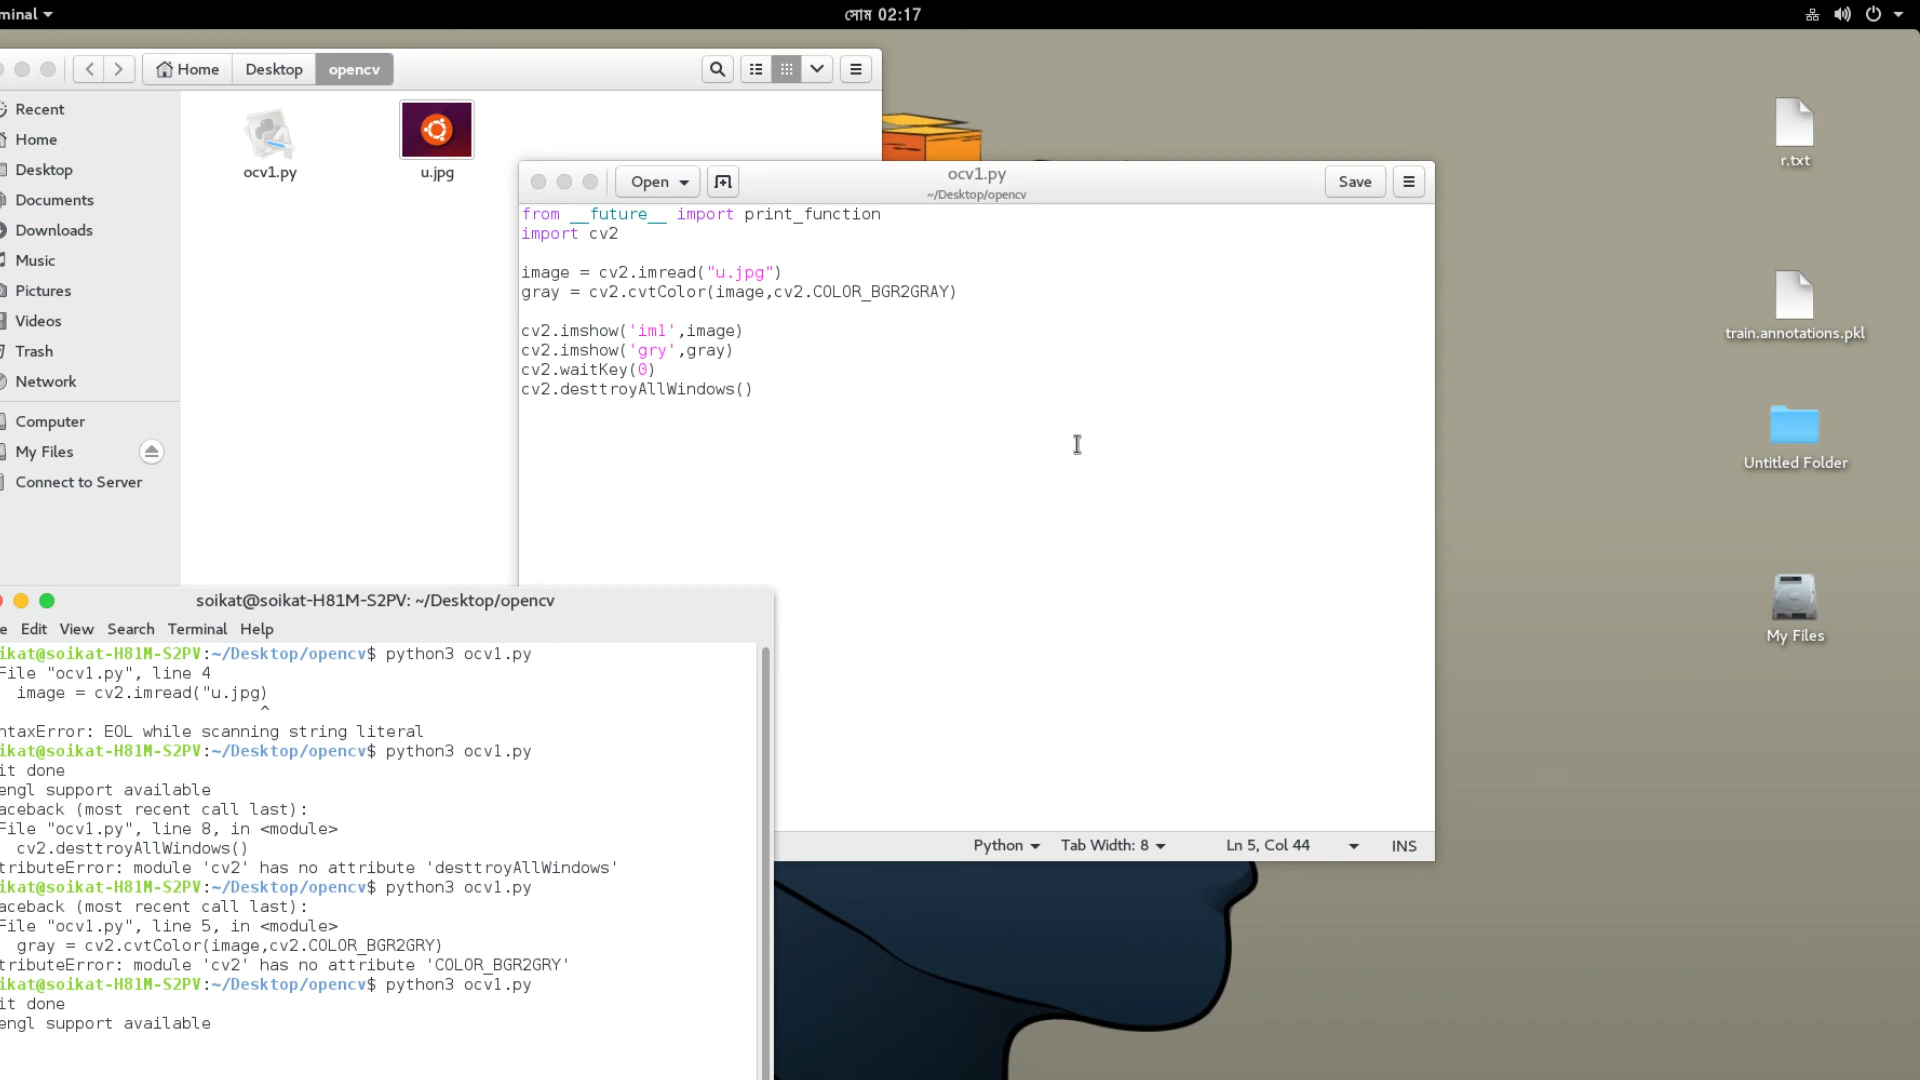 minal
সোম 02:17
Home
Desktop
opencv
Recent
Home
Desktop
Documents
Downloads
Music
Pictures
Videos
Trash
Network
Computer
My Files
Connect to Server
ocv1.py
u.jpg
Open
ocv1.py
~/Desktop/opencv
Save
from __future__ import print_function
import cv2
image = cv2.imread("u.jpg")
gray = cv2.cvtColor(image,cv2.COLOR_BGR2GRAY)
cv2.imshow('im1',image)
cv2.imshow('gry',gray)
cv2.waitKey(0)
cv2.desttroyAllWindows()
Python
Tab Width: 8
Ln 5, Col 44
INS
soikat@soikat-H81M-S2PV: ~/Desktop/opencv
e Edit View Search Terminal Help
ikat@soikat-H81M-S2PV:~/Desktop/opencv$ python3 ocv1.py
File "ocv1.py", line 4
image = cv2.imread("u.jpg)
^
ntaxError: EOL while scanning string literal
ikat@soikat-H81M-S2PV:~/Desktop/opencv$ python3 ocv1.py
it done
engl support available
aceback (most recent call last):
File "ocv1.py", line 8, in <module>
cv2.desttroyAllWindows()
tributeError: module 'cv2' has no attribute 'desttroyAllWindows'
ikat@soikat-H81M-S2PV:~/Desktop/opencv$ python3 ocv1.py
aceback (most recent call last):
File "ocv1.py", line 5, in <module>
gray = cv2.cvtColor(image,cv2.COLOR_BGR2GRY)
tributeError: module 'cv2' has no attribute 'COLOR_BGR2GRY'
ikat@soikat-H81M-S2PV:~/Desktop/opencv$ python3 ocv1.py
it done
engl support available
r.txt
train.annotations.pkl
Untitled Folder
My Files